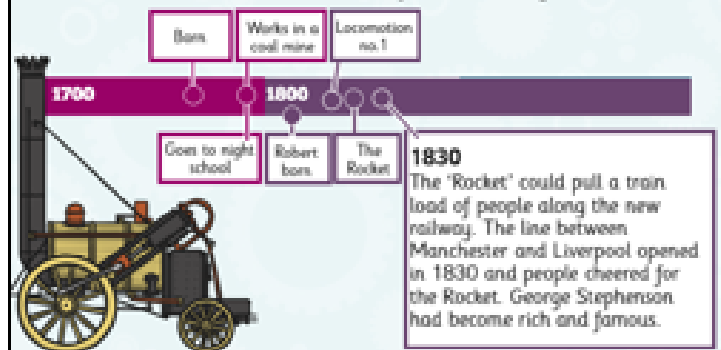 Born
Works in a
coal mine
Locomotion
no.1
1700
1800
Goes to night
school
Robert
born
The
Rocket
1830
The 'Rocket' could pull a train
load of people along the new
railway. The line between
Manchester and Liverpool opened
in 1830 and people cheered for
the Rocket. George Stephenson
had become rich and famous.